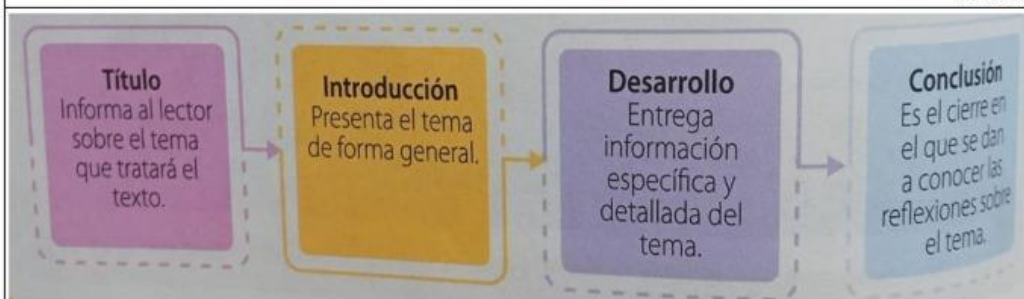 Título
Informa al lector
sobre el tema
que tratará el
texto.
Introducción
Presenta el tema
de forma general.
Desarrollo
Entrega
información
específica y
detallada del
tema.
Conclusión
Es el cierre en
el que se dan
a conocer las
reflexiones sobre
el tema.